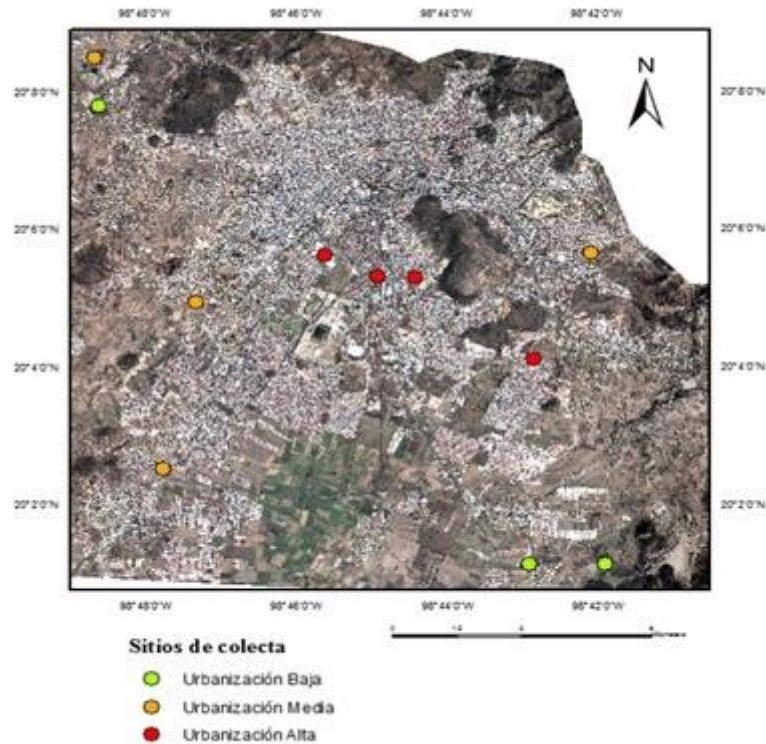 98°48'0"W 98°46'0"W 98°44'0"W 98°42'0"W
N
20°8'0"N 20°8'0"N
20°6'0"N 20°6'0"N
20°4'0"N 20°4'0"N
20°2'0"N 20°2'0"N
98°48'0"W 98°46'0"W 98°44'0"W 98°42'0"W
Sitios de colecta
Urbanización Baja
Urbanización Media
Urbanización Alta